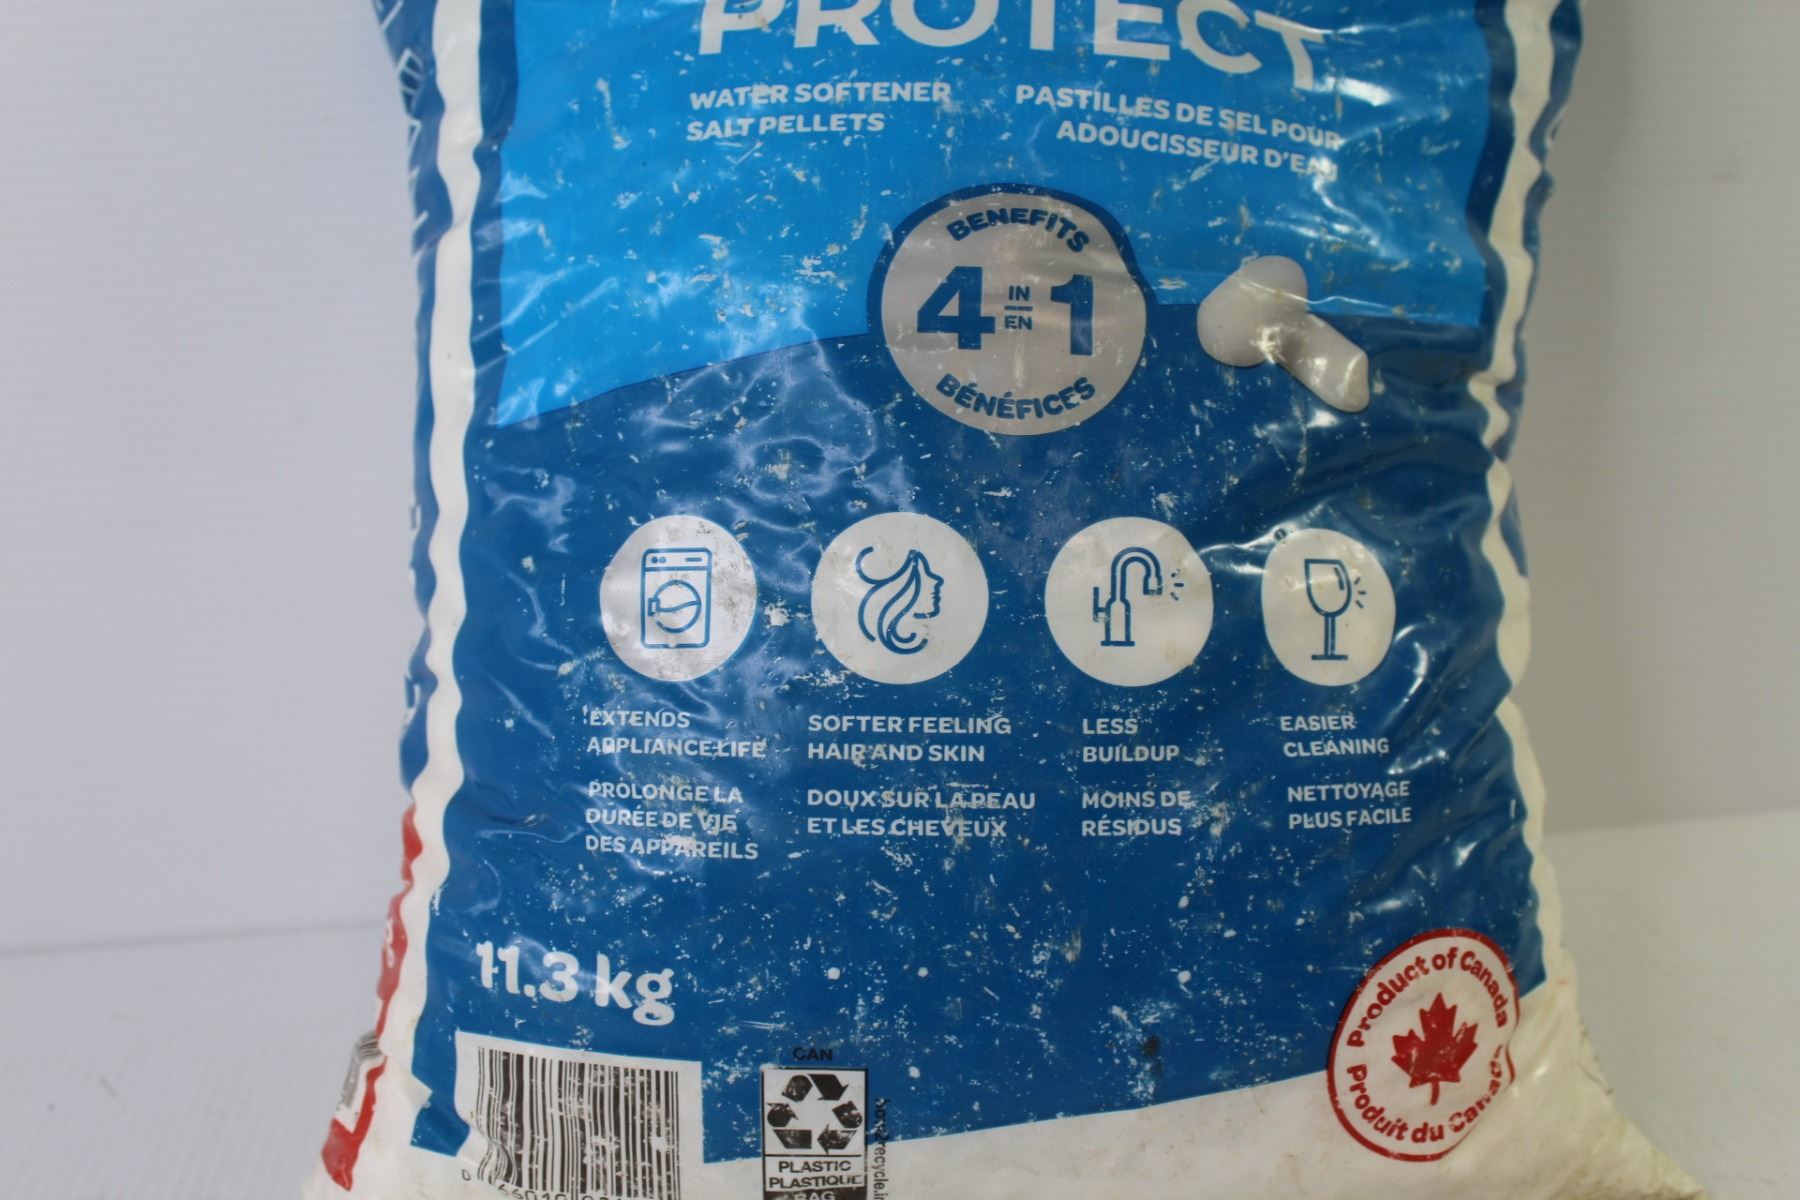 PROTECT
WATER SOFTENER
SALT PELLETS
PASTILLES DE SEL POUR
ADOUCISSEUR D'EAU
BENEFITS
4 IN EN 1
BÉNÉFICES
EXTENDS
APPLIANCE LIFE
PROLONGE LA
DURÉE DE VIE
DES APPAREILS
SOFTER FEELING
HAIR AND SKIN
DOUX SUR LA PEAU
ET LES CHEVEUX
LESS
BUILDUP
MOINS DE
RÉSIDUS
EASIER
CLEANING
NETTOYAGE
PLUS FACILE
11.3 kg
CAN
PLASTIC
PLASTIQUE
BAG
Product of Canada
Produit du Canada